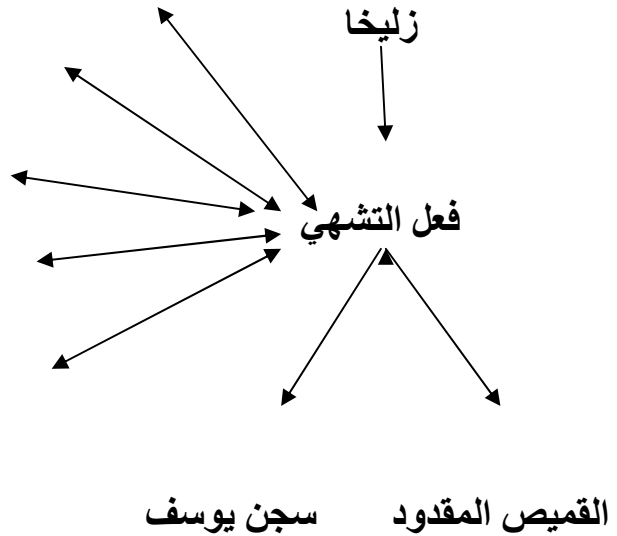 زليخا
فعل التشهي
القميص المقدود سجن يوسف